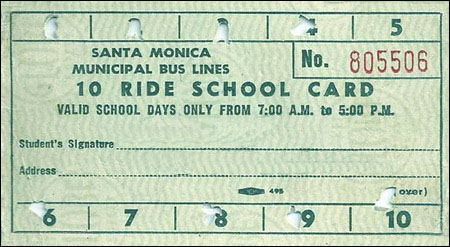 4 5
SANTA MONICA
MUNICIPAL BUS LINES
No. 805506
10 RIDE SCHOOL CARD
VALID SCHOOL DAYS ONLY FROM 7:00 A.M. to 5:00 P.M.
Student's Signature
Address
495 (over)
6 7 8 9 10